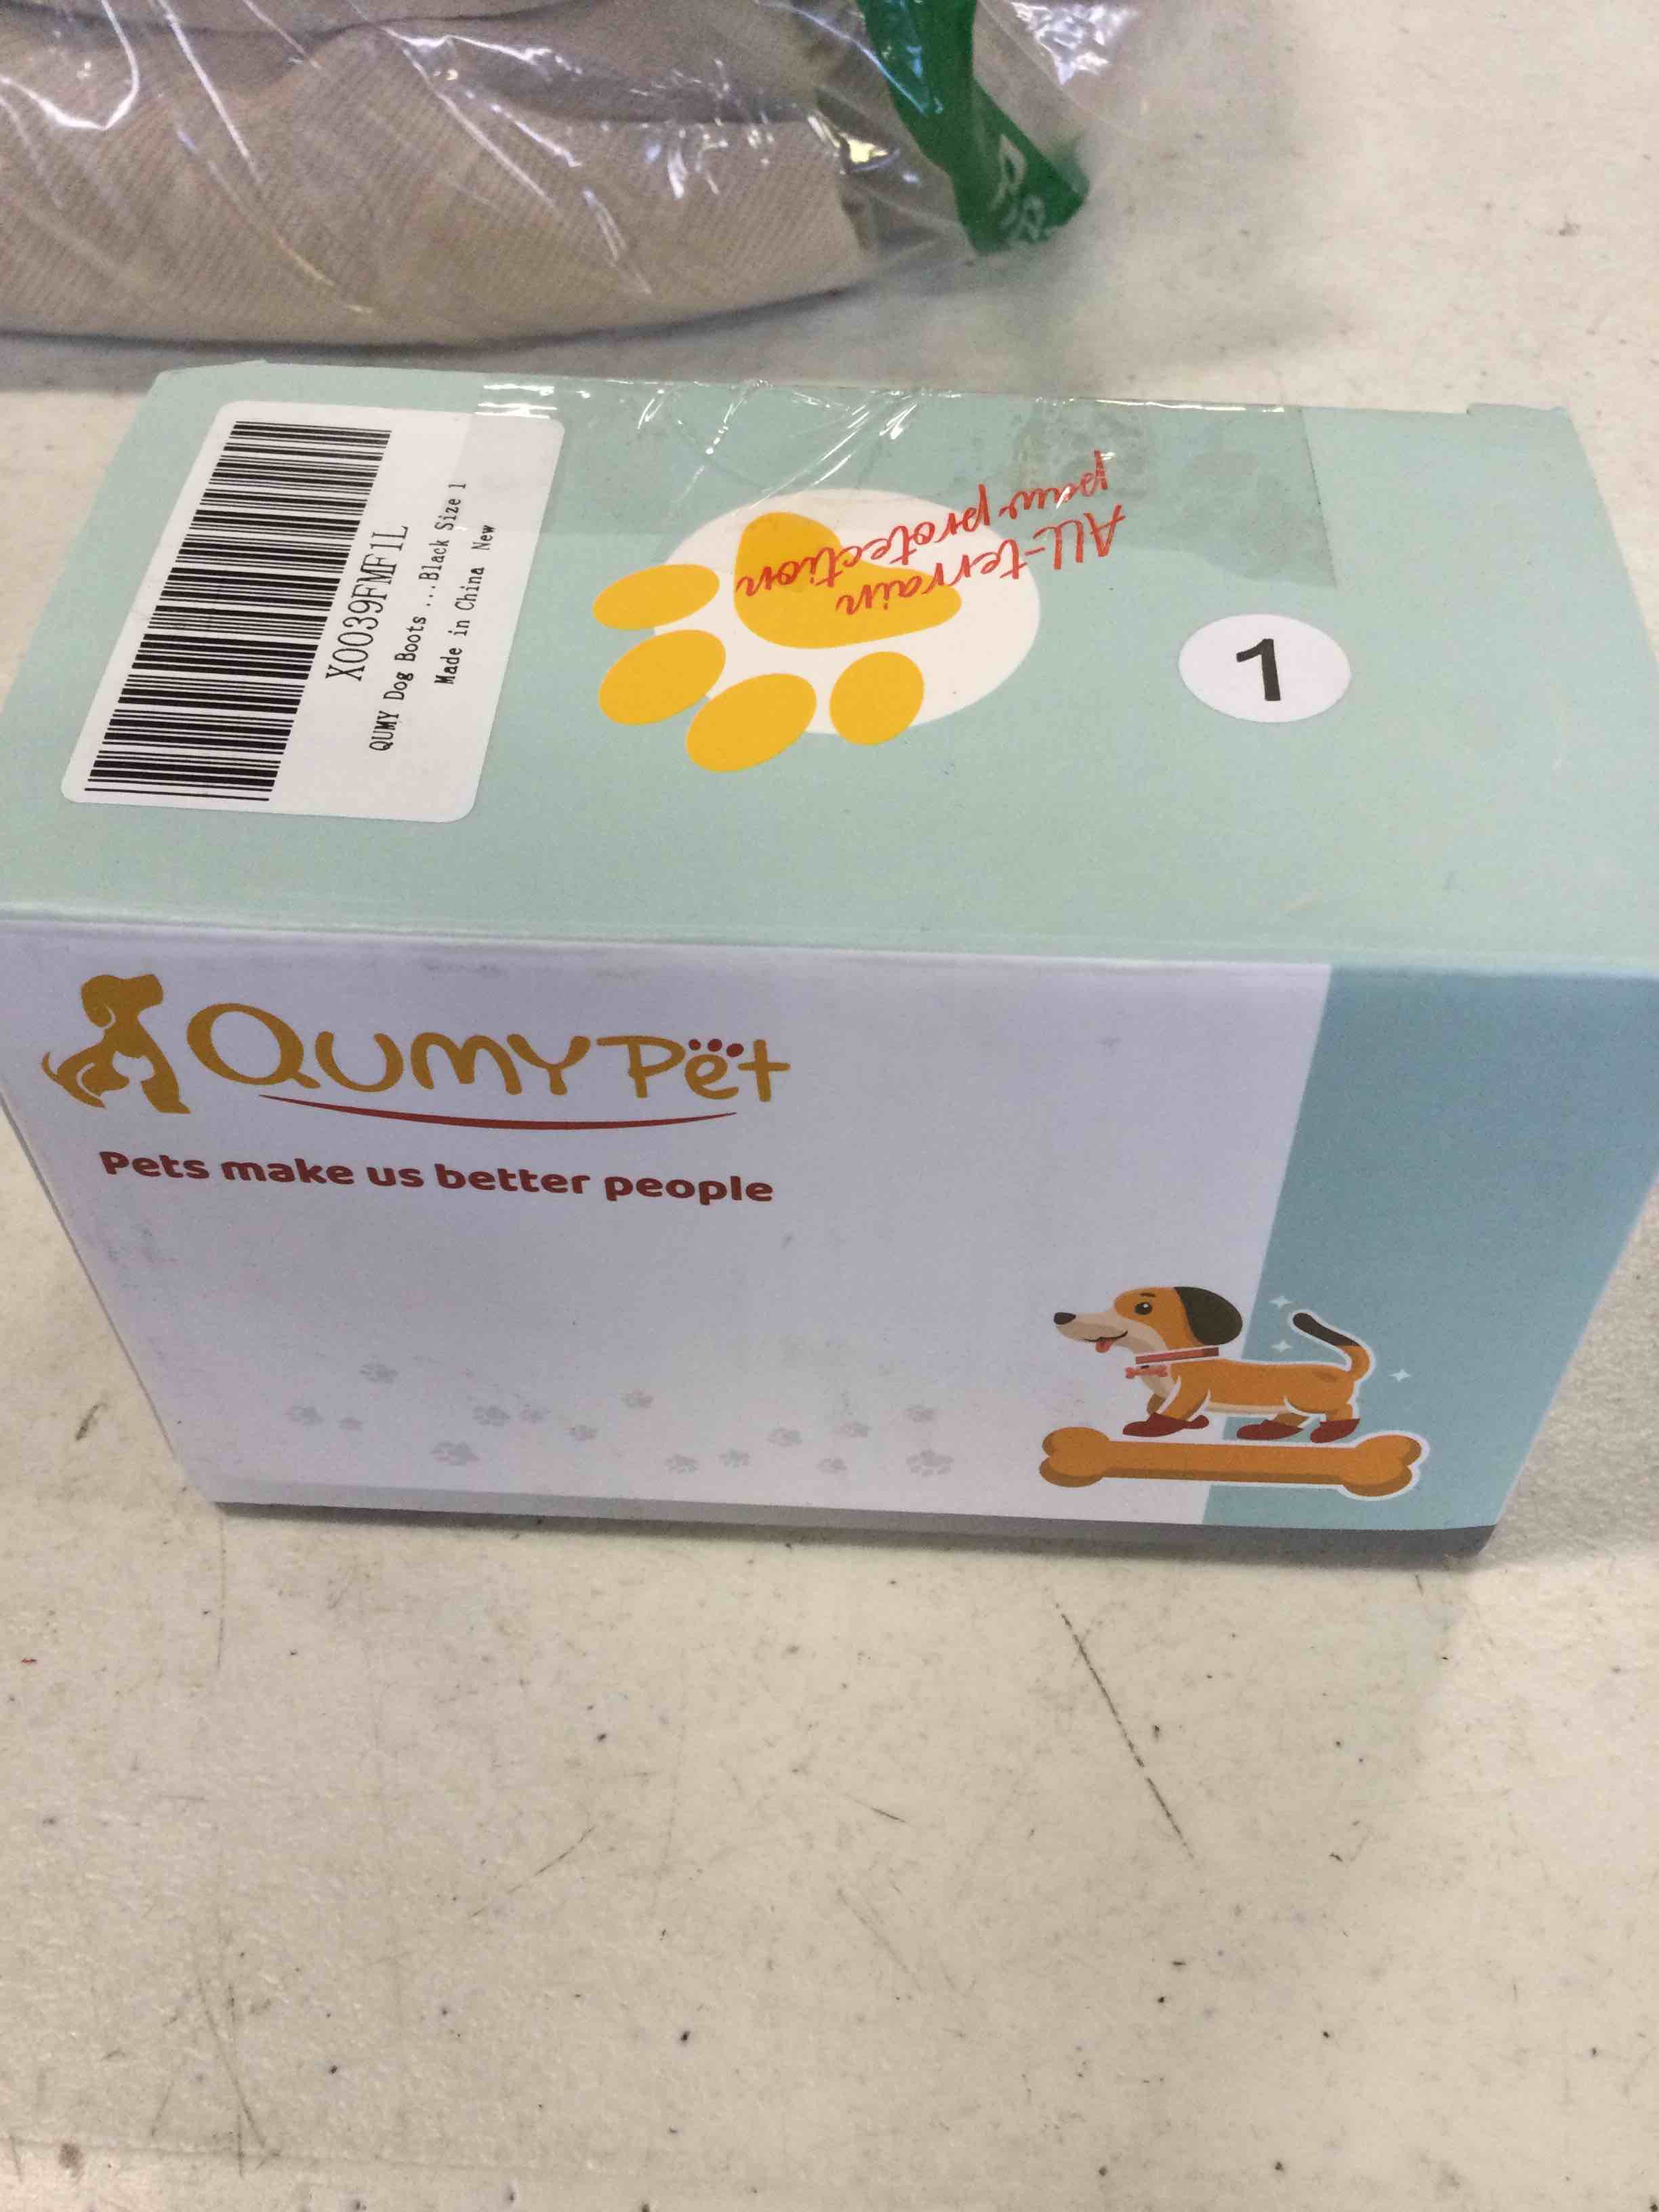 X0039FMF1L
QUMY Dog Boots ...Black Size 1
Made in China New
All-terrain
paw protection
1
QUMY Pet
Pets make us better people